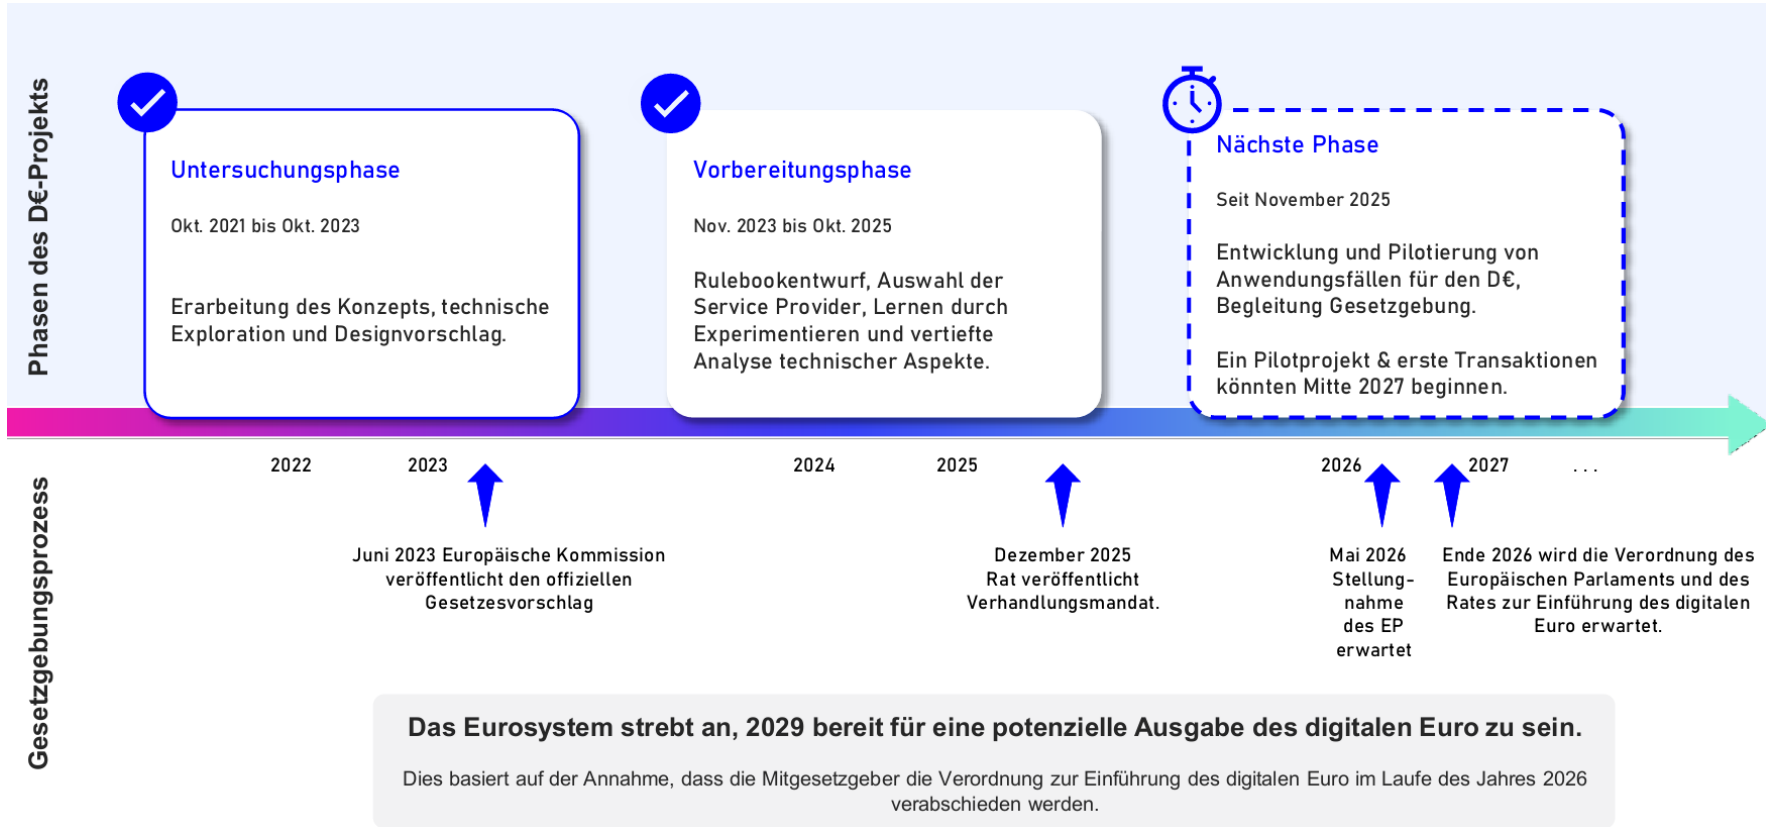 Phasen des D€-Projekts
Untersuchungsphase
Okt. 2021 bis Okt. 2023
Erarbeitung des Konzepts, technische
Exploration und Designvorschlag.
Vorbereitungsphase
Nov. 2023 bis Okt. 2025
Rulebookentwurf, Auswahl der
Service Provider, Lernen durch
Experimentieren und vertiefte
Analyse technischer Aspekte.
Nächste Phase
Seit November 2025
Entwicklung und Pilotierung von
Anwendungsfällen für den D€,
Begleitung Gesetzgebung.
Ein Pilotprojekt & erste Transaktionen
könnten Mitte 2027 beginnen.
2022 2023 2024 2025 2026 2027 ...
Gesetzgebungsprozess
Juni 2023 Europäische Kommission
veröffentlicht den offiziellen
Gesetzesvorschlag
Dezember 2025
Rat veröffentlicht
Verhandlungsmandat.
Mai 2026
Stellung-
nahme
des EP
erwartet
Ende 2026 wird die Verordnung des
Europäischen Parlaments und des
Rates zur Einführung des digitalen
Euro erwartet.
Das Eurosystem strebt an, 2029 bereit für eine potenzielle Ausgabe des digitalen Euro zu sein.
Dies basiert auf der Annahme, dass die Mitgesetzgeber die Verordnung zur Einführung des digitalen Euro im Laufe des Jahres 2026
verabschieden werden.